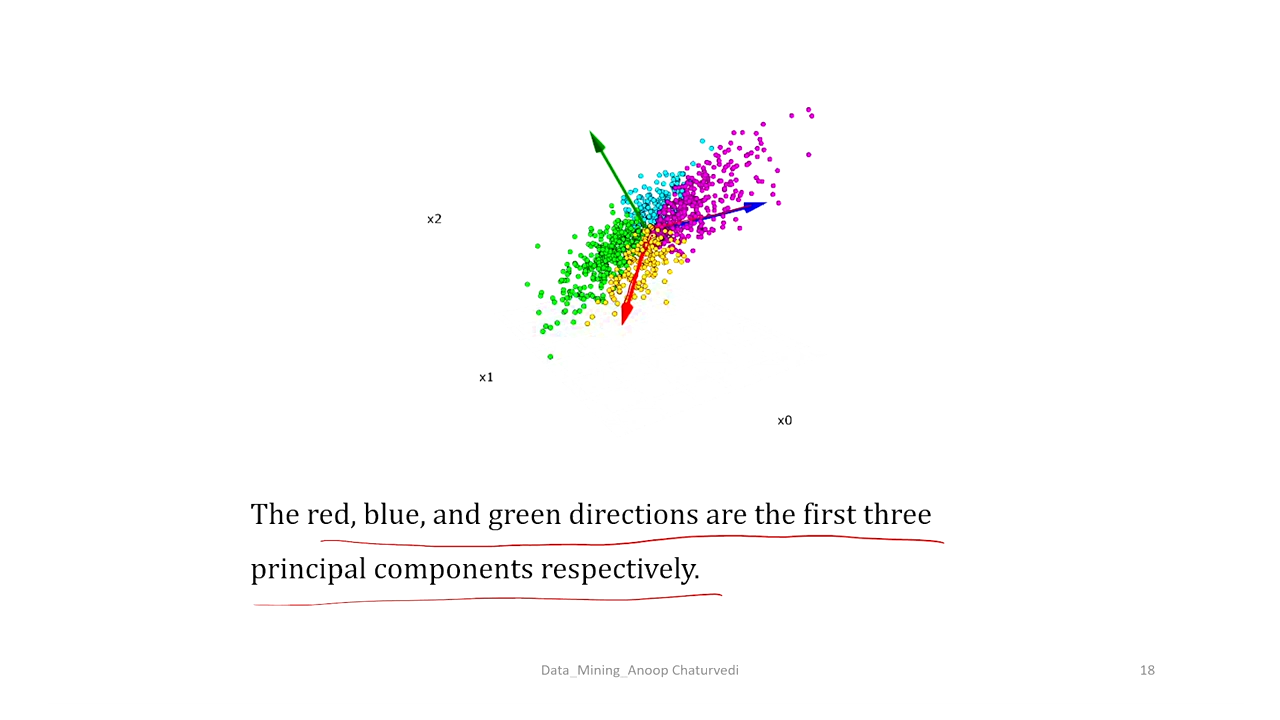 x2
x1
x0
The red, blue, and green directions are the first three
principal components respectively.
Data_Mining_Anoop Chaturvedi
18